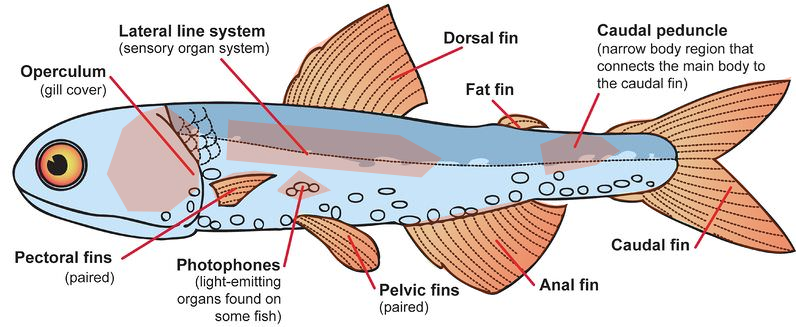 Lateral line system
(sensory organ system)
Operculum
(gill cover)
Dorsal fin
Fat fin
Caudal peduncle
(narrow body region that
connects the main body to
the caudal fin)
Pectoral fins
(paired)
Photophones
(light-emitting
organs found on
some fish)
Pelvic fins
(paired)
Anal fin
Caudal fin